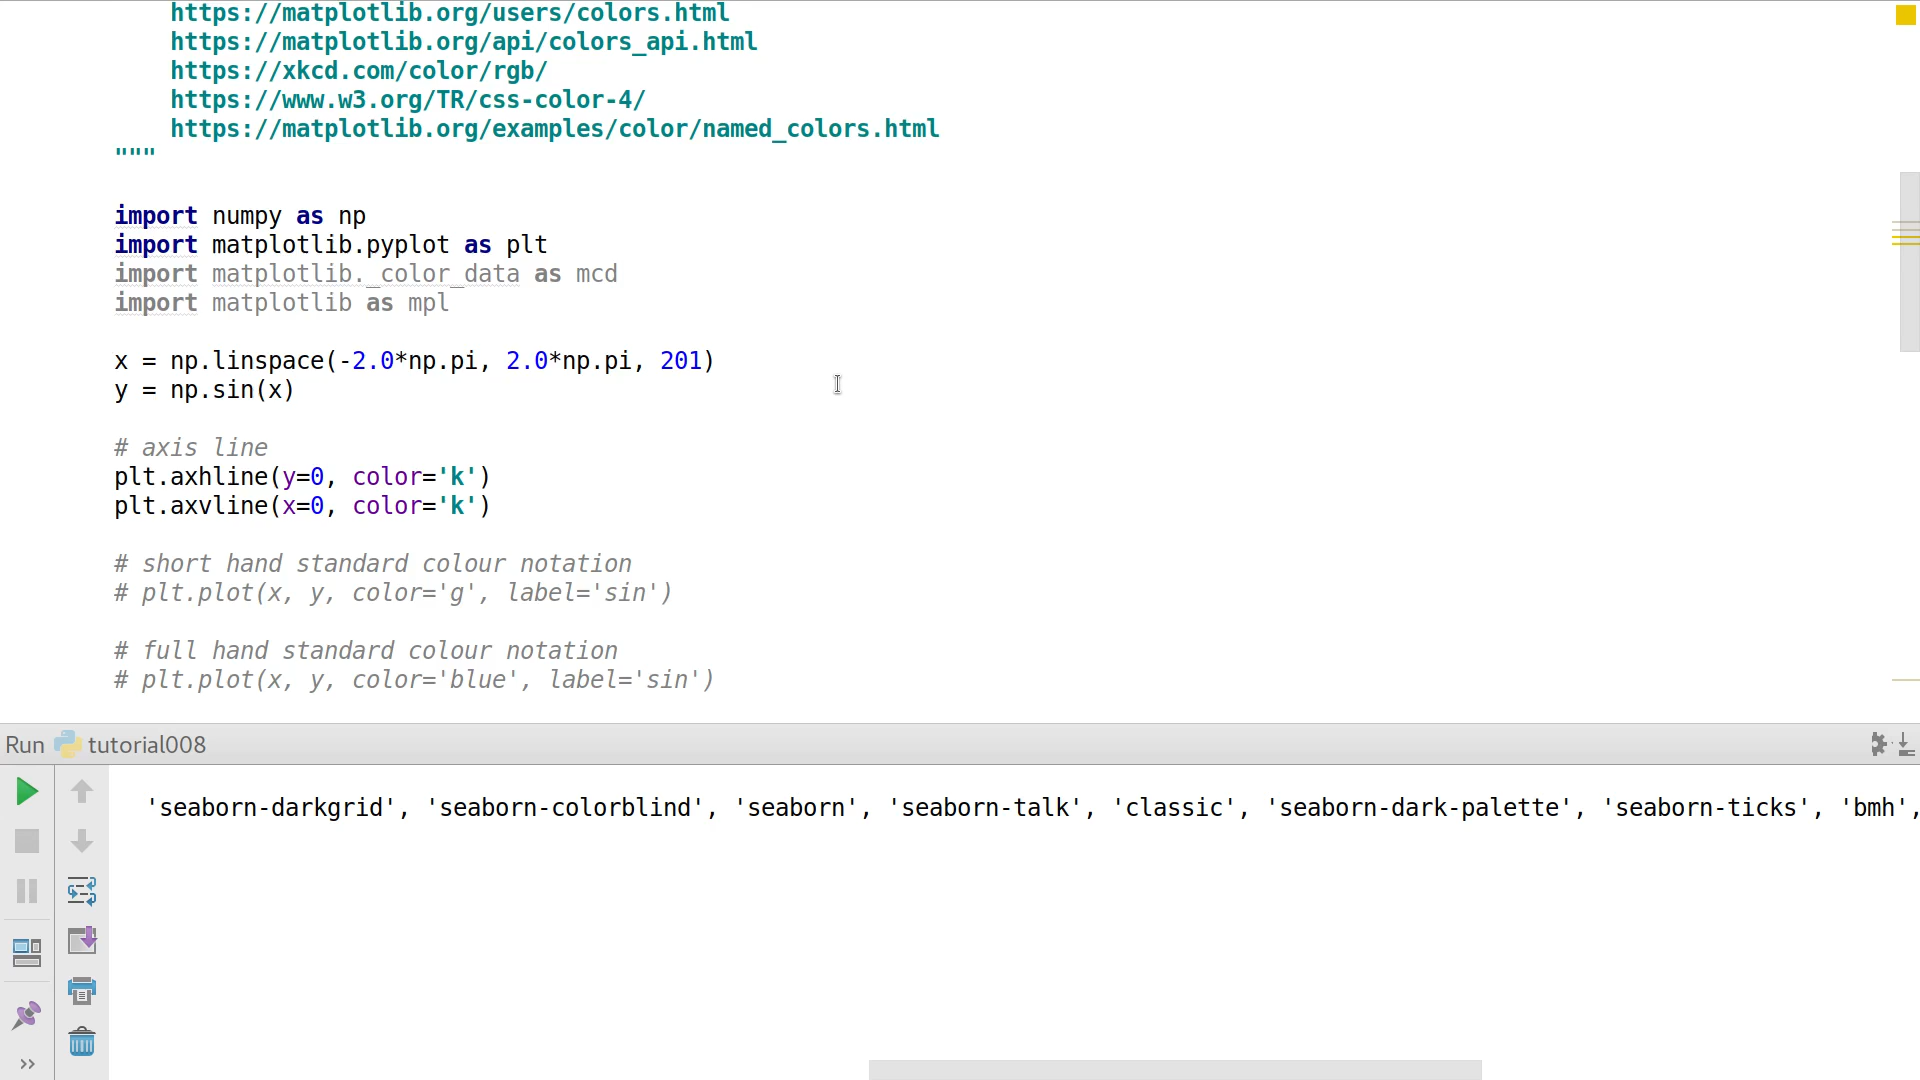 https://matplotlib.org/users/colors.html
https://matplotlib.org/api/colors_api.html
https://xkcd.com/color/rgb/
https://www.w3.org/TR/css-color-4/
https://matplotlib.org/examples/color/named_colors.html
"""
import numpy as np
import matplotlib.pyplot as plt
import matplotlib._color_data as mcd
import matplotlib as mpl
x = np.linspace(-2.0*np.pi, 2.0*np.pi, 201)
y = np.sin(x)
# axis line
plt.axhline(y=0, color='k')
plt.axvline(x=0, color='k')
# short hand standard colour notation
# plt.plot(x, y, color='g', label='sin')
# full hand standard colour notation
# plt.plot(x, y, color='blue', label='sin')
Run tutorial008
'seaborn-darkgrid', 'seaborn-colorblind', 'seaborn', 'seaborn-talk', 'classic', 'seaborn-dark-palette', 'seaborn-ticks', 'bmh',